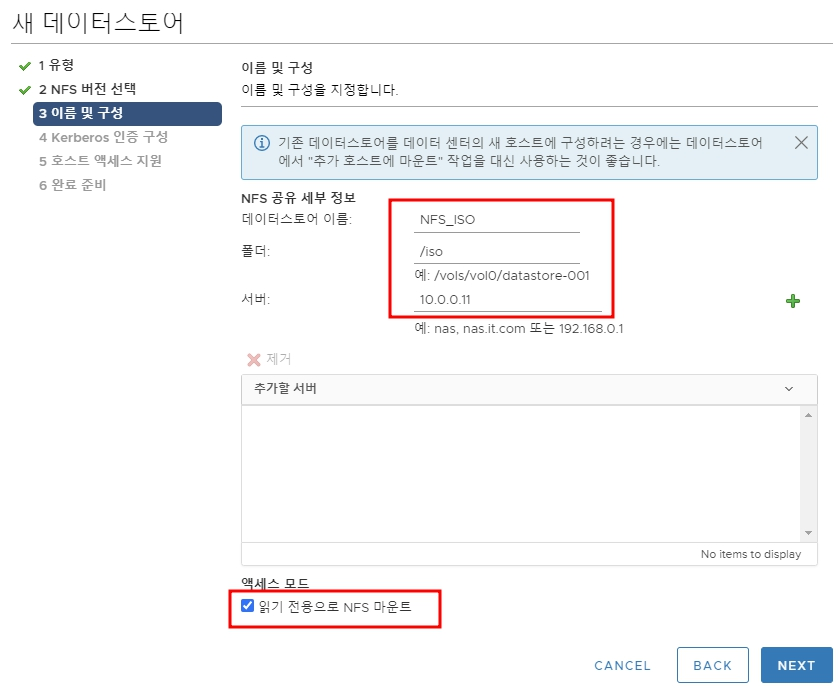 새 데이터스토어
1 유형
2 NFS 버전 선택
3 이름 및 구성
4 Kerberos 인증 구성
5 호스트 액세스 지원
6 완료 준비
이름 및 구성
이름 및 구성을 지정합니다.
기존 데이터스토어를 데이터 센터의 새 호스트에 구성하려는 경우에는 데이터스토어
에서 "추가 호스트에 마운트" 작업을 대신 사용하는 것이 좋습니다.
NFS 공유 세부 정보
데이터스토어 이름: NFS_ISO
폴더: /iso
예: /vols/vol0/datastore-001
서버: 10.0.0.11
예: nas, nas.it.com 또는 192.168.0.1
제거
추가할 서버
No items to display
액세스 모드
읽기 전용으로 NFS 마운트
CANCEL BACK NEXT